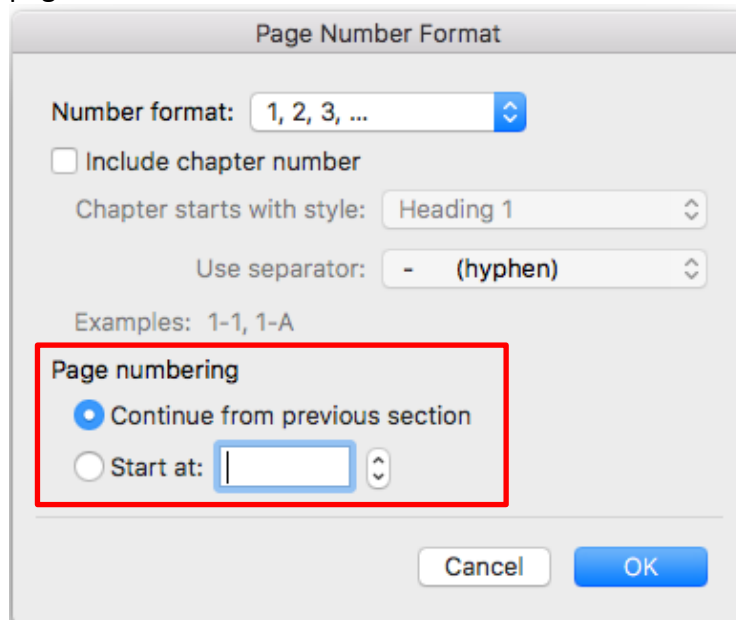 Page Number Format
Number format: 1, 2, 3, ...
Include chapter number
Chapter starts with style: Heading 1
Use separator: - (hyphen)
Examples: 1-1, 1-A
Page numbering
Continue from previous section
Start at:
Cancel OK